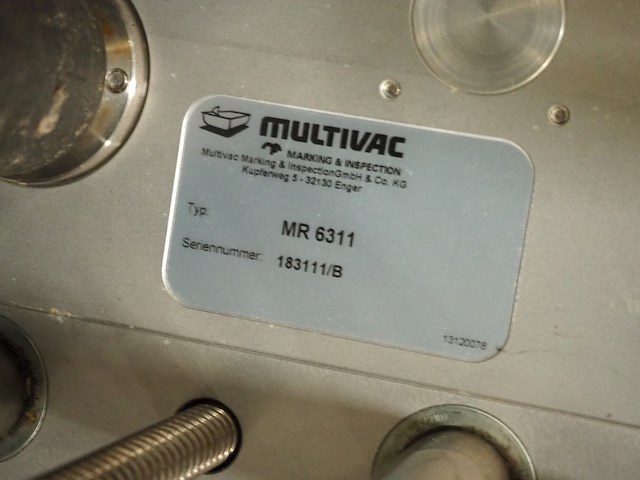 MULTIVAC
MARKING & INSPECTION
Multivac Marking & InspectionGmbH & Co. KG
Kupferweg 5 - 32130 Enger
Typ:
MR 6311
Seriennummer:
183111/B
13120078